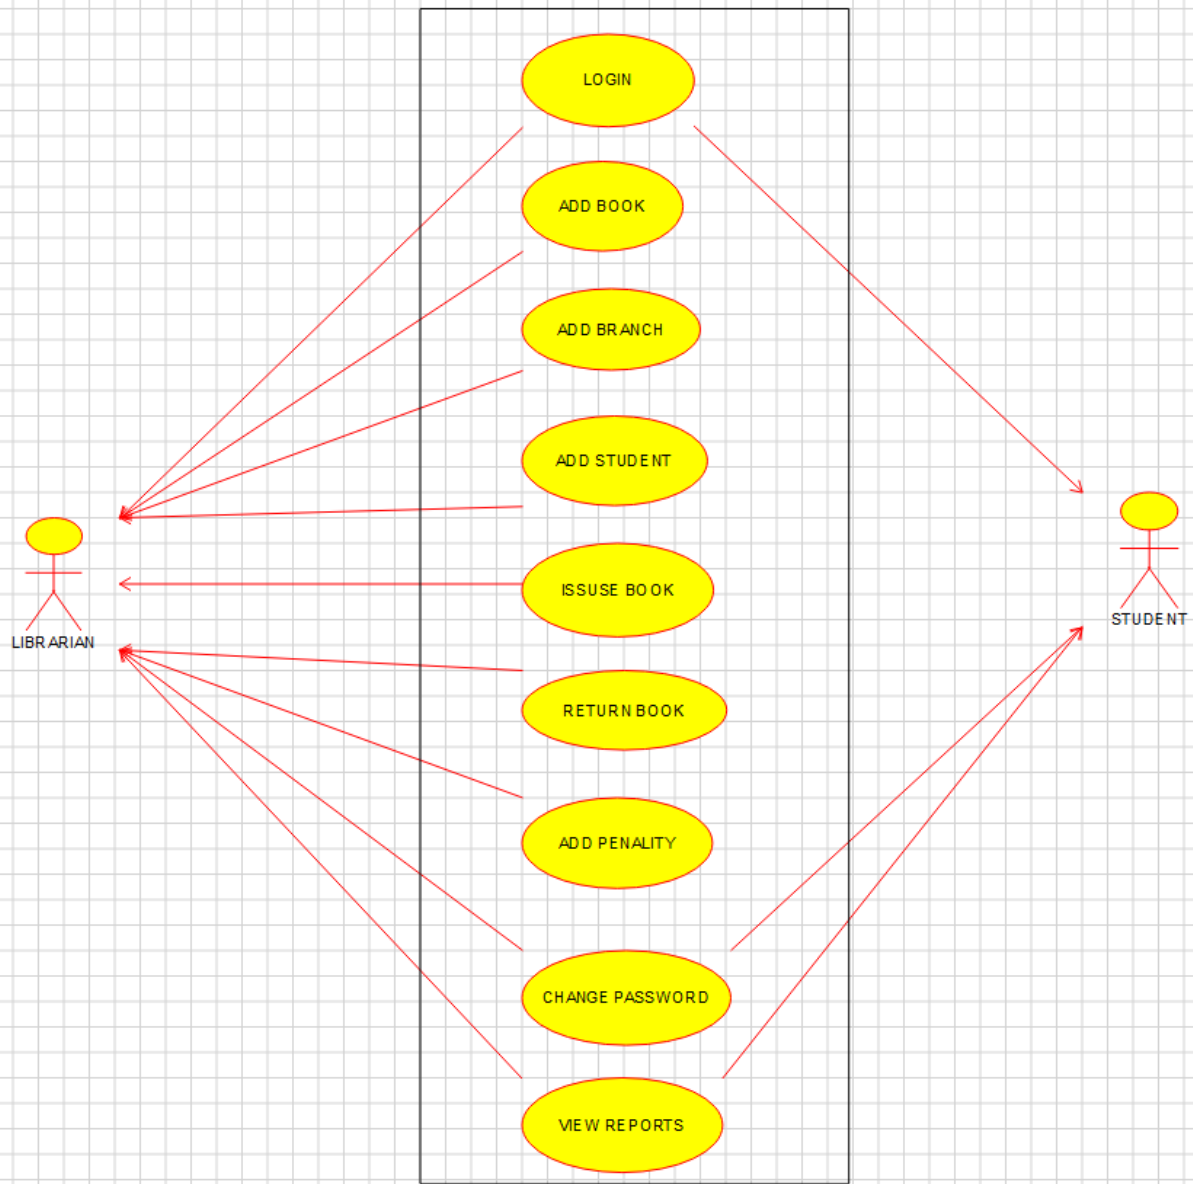 LOGIN
ADD BOOK
ADD BRANCH
ADD STUDENT
ISSUSE BOOK
LIBRARIAN
STUDENT
RETURN BOOK
ADD PENALITY
CHANGE PASSWORD
VIEW REPORTS